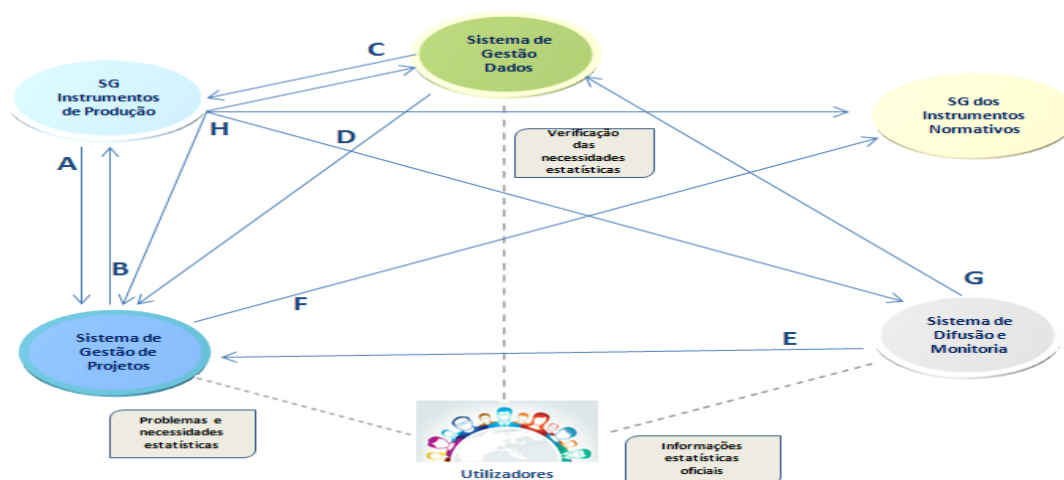 Sistema de
Gestão
Dados
C
SG
Instrumentos
de Produção
SG dos
Instrumentos
Normativos
H
D
Verificação
das
necessidades
estatísticas
A
B
F
G
Sistema de
Gestão de
Projetos
E
Sistema de
Difusão e
Monitoria
Problemas e
necessidades
estatísticas
Informações
estatísticas
oficiais
Utilizadores